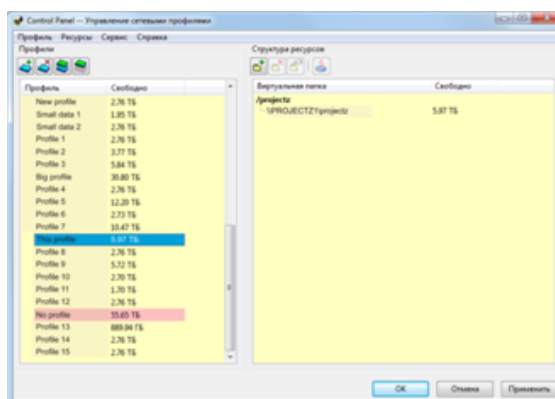 Control Panel -- Управление сетевыми профилями
Профиль Ресурсы Сервис Справка
Профили
Профиль Свободно
New profile 2,76 ТБ
Small data 1 1,95 ТБ
Small data 2 2,76 ТБ
Profile 1 2,76 ТБ
Profile 2 3,77 ТБ
Profile 3 5,84 ТБ
Big profile 30,80 ТБ
Profile 4 2,76 ТБ
Profile 5 12,20 ТБ
Profile 6 2,73 ТБ
Profile 7 10,47 ТБ
This profile 5,97 ТБ
Profile 8 2,76 ТБ
Profile 9 5,72 ТБ
Profile 10 2,70 ТБ
Profile 11 1,70 ТБ
Profile 12 2,76 ТБ
No profile 55,65 ТБ
Profile 13 889,94 ГБ
Profile 14 2,76 ТБ
Profile 15 2,76 ТБ
Структура ресурсов
Виртуальная папка Свободно
/projectz
\\PROJECTZY\projectz 5,97 ТБ
OK Отмена Применить